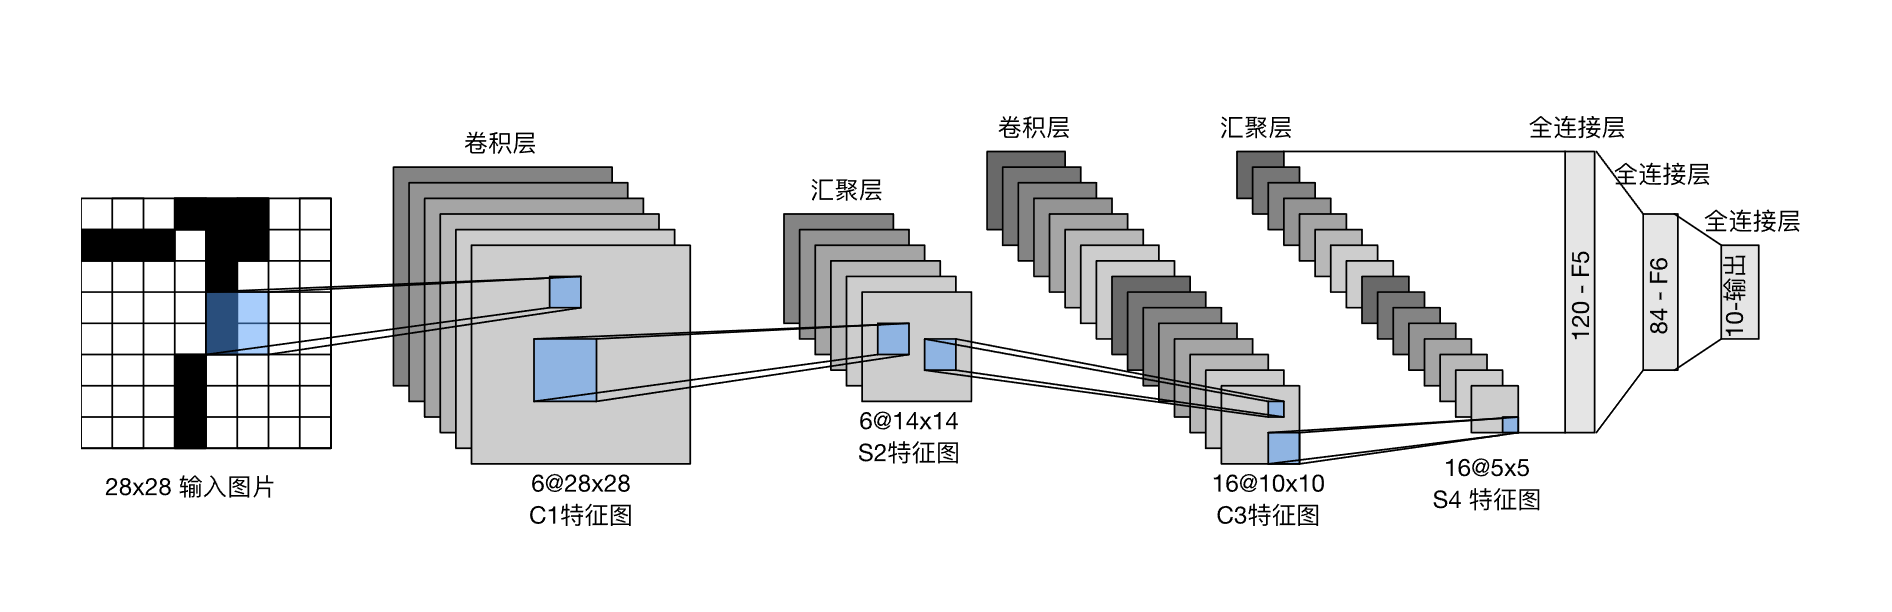 卷积层
汇聚层
卷积层
汇聚层
全连接层
全连接层
全连接层
120 - F5
84 - F6
10-输出
28x28 输入图片
6@28x28
C1特征图
6@14x14
S2特征图
16@10x10
C3特征图
16@5x5
S4 特征图